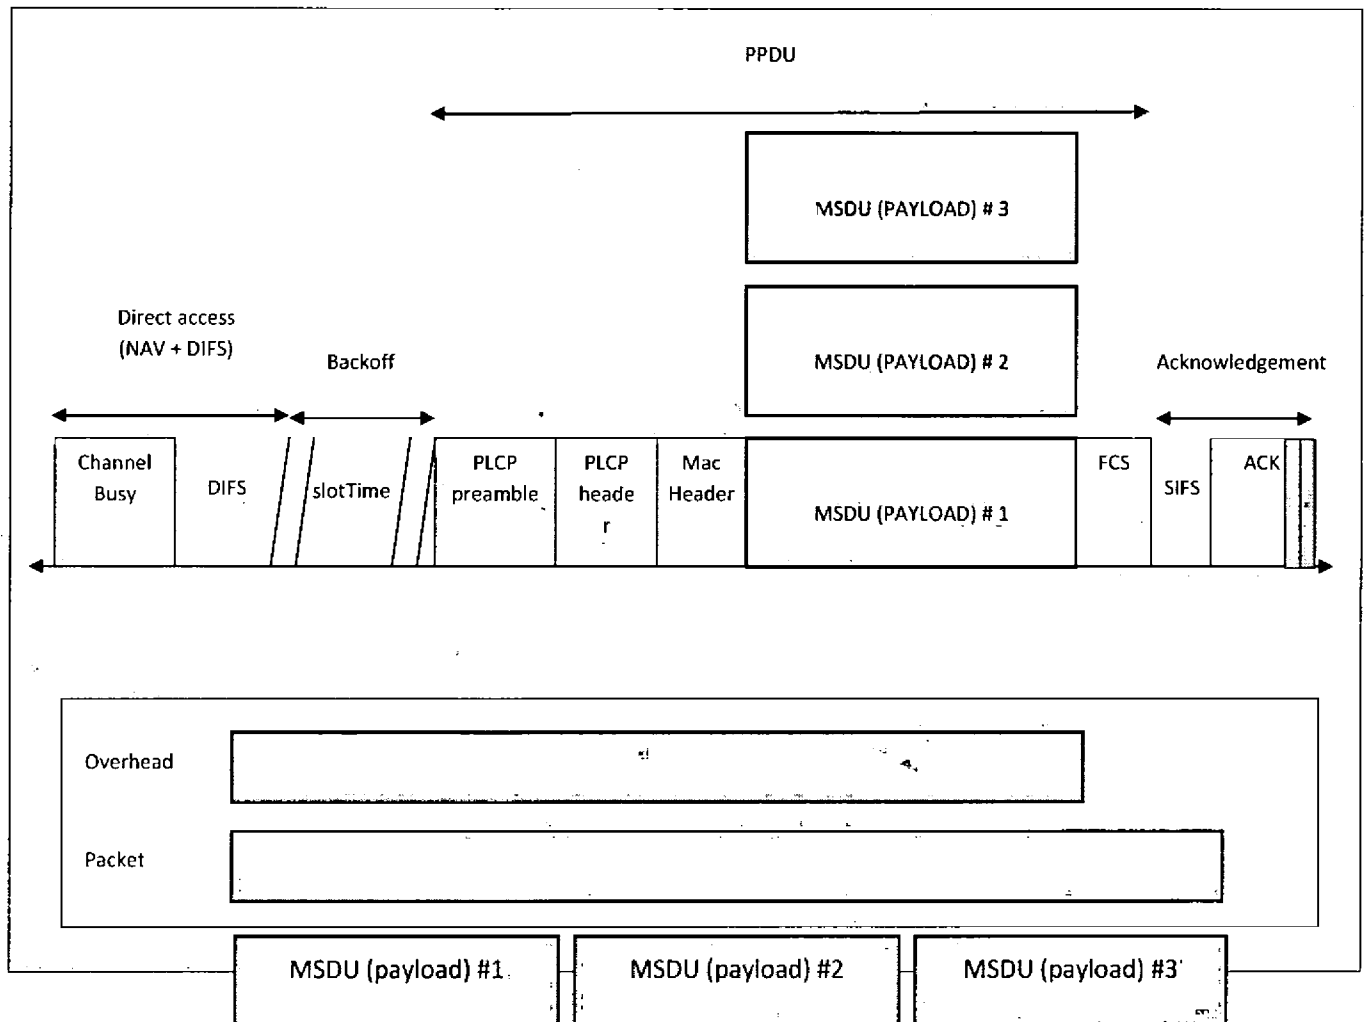 PPDU
MSDU (PAYLOAD) # 3
Direct access
(NAV + DIFS)
Backoff
MSDU (PAYLOAD) # 2
Acknowledgement
Channel
Busy
DIFS
slotTime
PLCP
preamble
PLCP
heade
r
Mac
Header
MSDU (PAYLOAD) # 1
FCS
SIFS
ACK
Overhead
Packet
MSDU (payload) #1
MSDU (payload) #2
MSDU (payload) #3